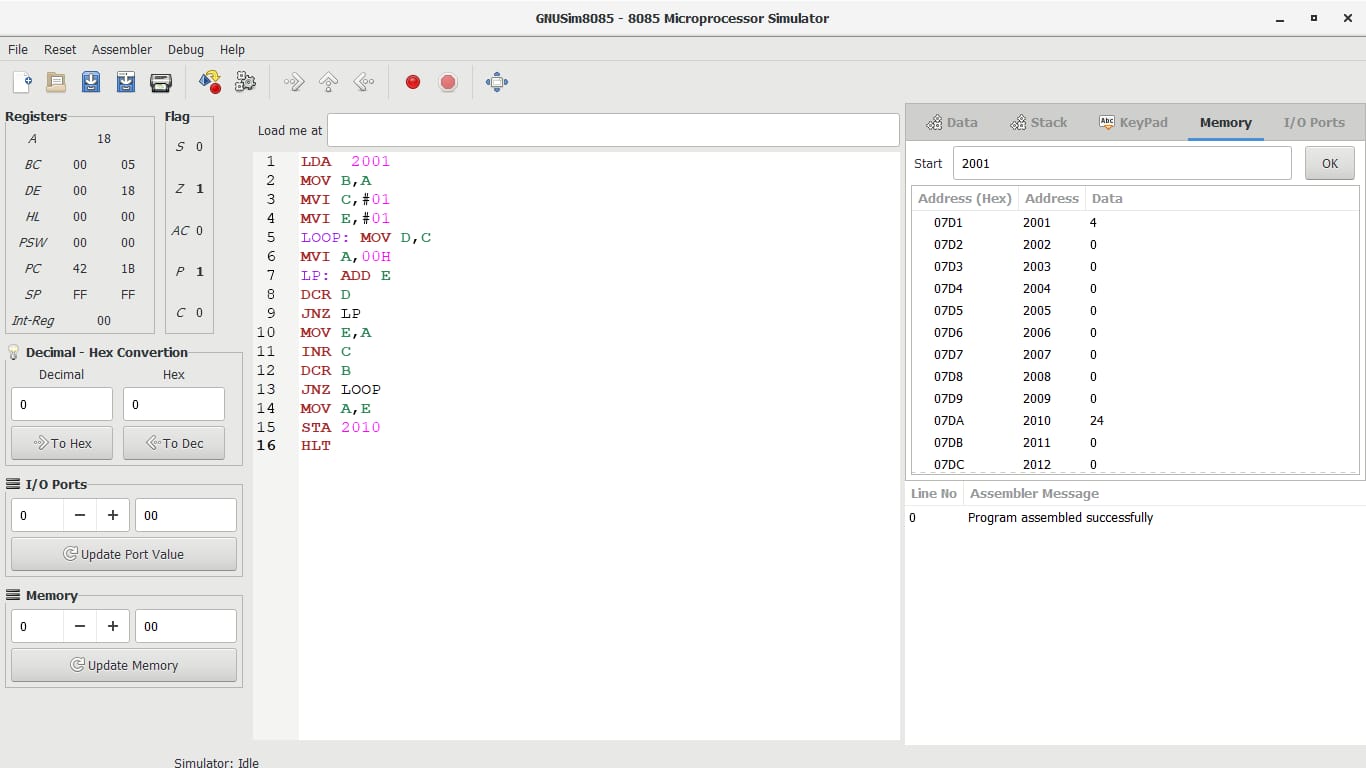 GNUSim8085 - 8085 Microprocessor Simulator
File Reset Assembler Debug Help
Registers
A 18
BC 00 05
DE 00 18
HL 00 00
PSW 00 00
PC 42 1B
SP FF FF
Int-Reg 00
Flag
S 0
Z 1
AC 0
P 1
C 0
Decimal - Hex Convertion
Decimal Hex
0 0
To Hex To Dec
I/O Ports
0 − + 00
Update Port Value
Memory
0 − + 00
Update Memory
Load me at
1 LDA 2001
2 MOV B,A
3 MVI C,#01
4 MVI E,#01
5 LOOP: MOV D,C
6 MVI A,00H
7 LP: ADD E
8 DCR D
9 JNZ LP
10 MOV E,A
11 INR C
12 DCR B
13 JNZ LOOP
14 MOV A,E
15 STA 2010
16 HLT
Data Stack Abc KeyPad Memory I/O Ports
Start 2001 OK
Address (Hex) Address Data
07D1 2001 4
07D2 2002 0
07D3 2003 0
07D4 2004 0
07D5 2005 0
07D6 2006 0
07D7 2007 0
07D8 2008 0
07D9 2009 0
07DA 2010 24
07DB 2011 0
07DC 2012 0
Line No Assembler Message
0 Program assembled successfully
Simulator: Idle